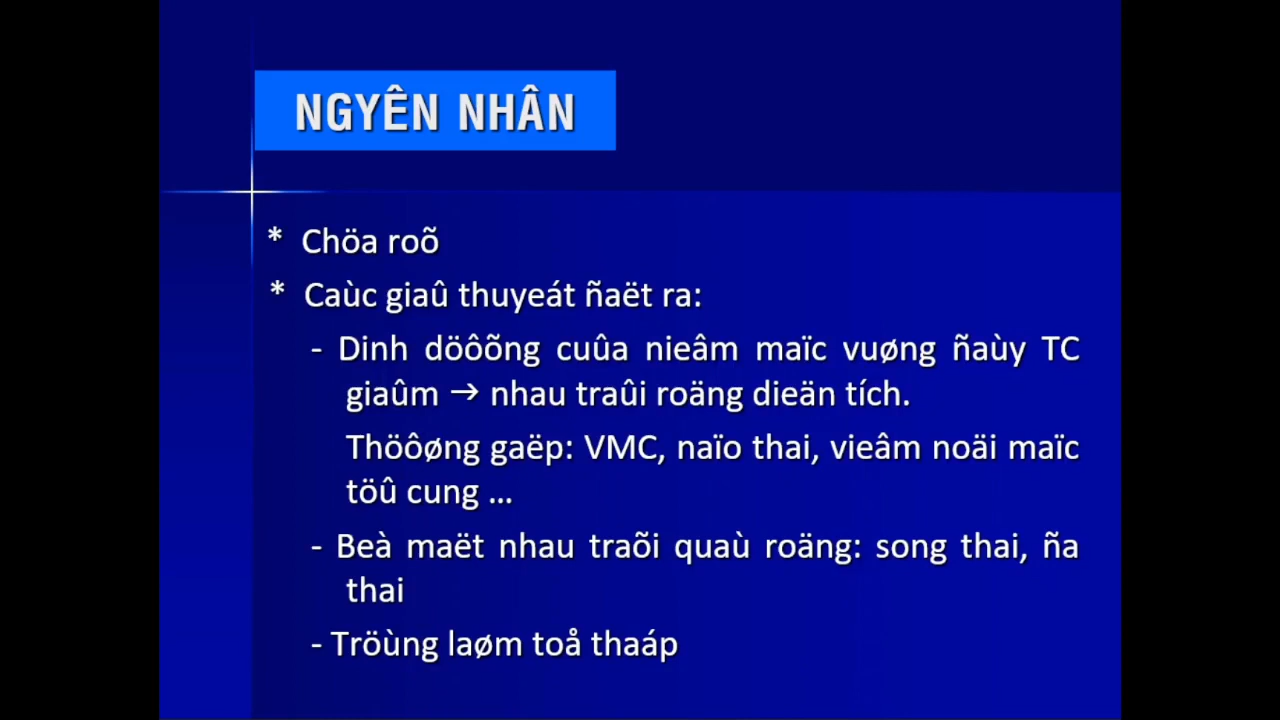 NGYÊN NHÂN
* Chöa roõ
* Caùc giaû thuyeát ñaët ra:
- Dinh döôõng cuûa nieâm maïc vuøng ñaùy TC
giaûm → nhau traûi roäng dieän tích.
Thöôøng gaëp: VMC, naïo thai, vieâm noäi maïc
töû cung ...
- Beà maët nhau traõi quaù roäng: song thai, ña
thai
- Tröùng laøm toå thaáp